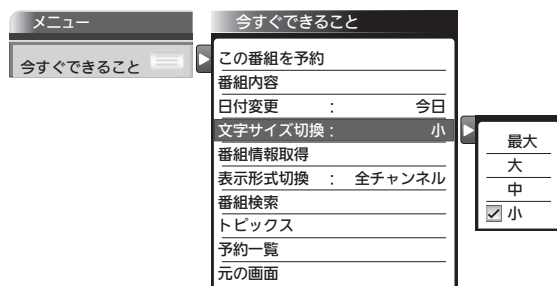 メニュー
今すぐできること
今すぐできること
この番組を予約
番組内容
日付変更 : 今日
文字サイズ切換 : 小
番組情報取得
表示形式切換 : 全チャンネル
番組検索
トピックス
予約一覧
元の画面
最大
大
中
小